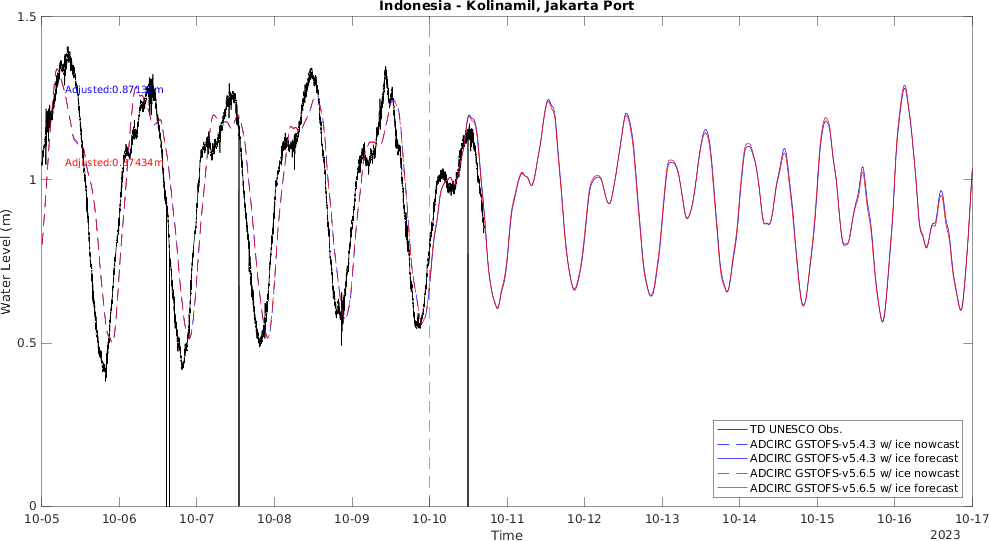 Indonesia - Kolinamil, Jakarta Port
1.5
1
0.5
0
Water Level (m)
Adjusted:0.8713
Adjusted:0.87434m
10-05 10-06 10-07 10-08 10-09 10-10 10-11 10-12 10-13 10-14 10-15 10-16 10-17
Time
2023
TD UNESCO Obs.
ADCIRC GSTOFS-v5.4.3 w/ ice nowcast
ADCIRC GSTOFS-v5.4.3 w/ ice forecast
ADCIRC GSTOFS-v5.6.5 w/ ice nowcast
ADCIRC GSTOFS-v5.6.5 w/ ice forecast